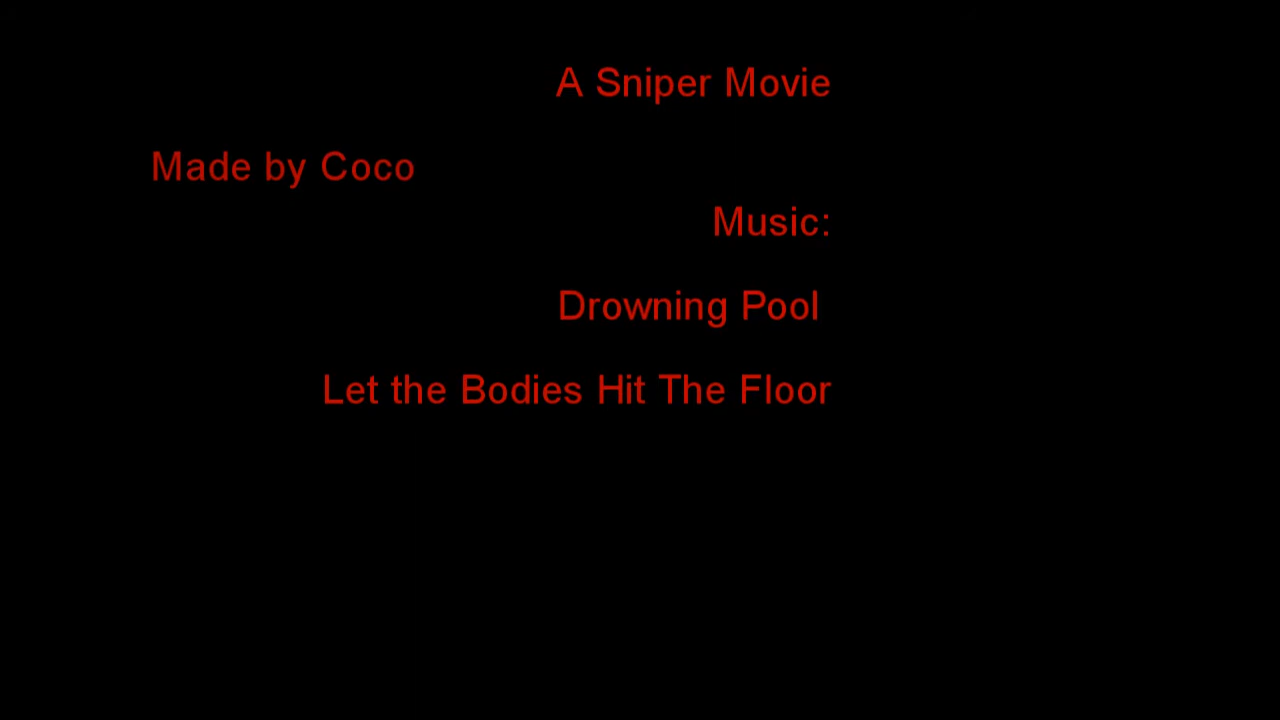 A Sniper Movie
Made by Coco
Music:
Drowning Pool
Let the Bodies Hit The Floor